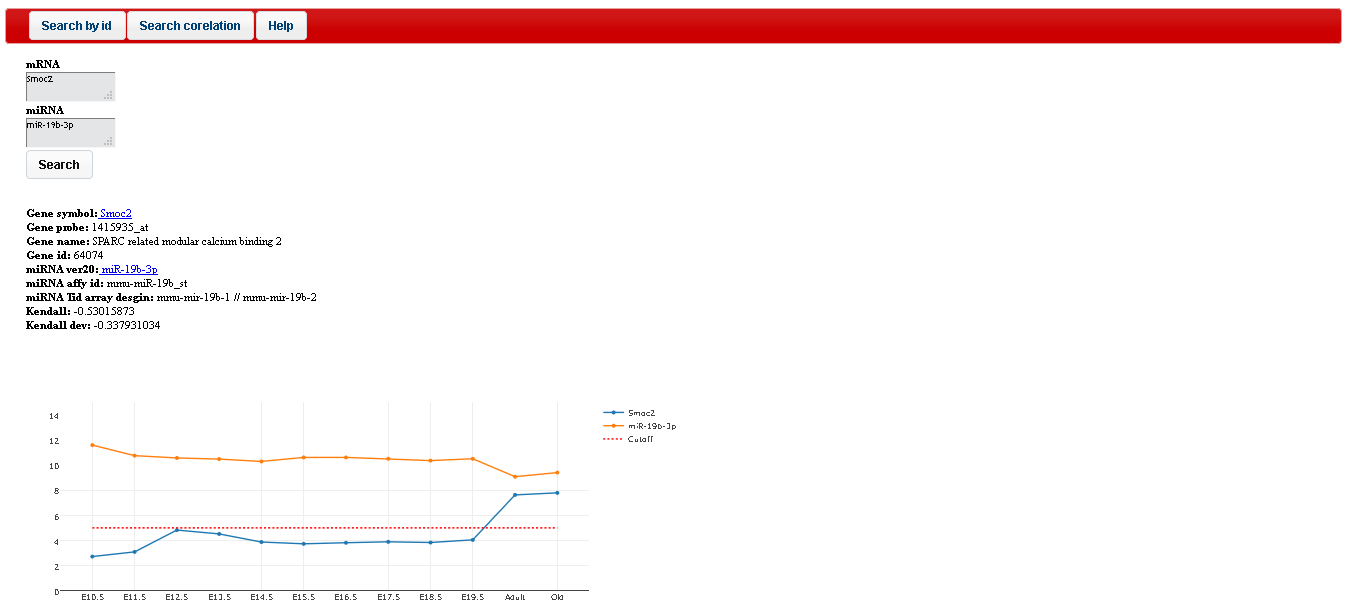 Search by id Search corelation Help
mRNA
Smoc2
miRNA
miR-19b-3p
Search
Gene symbol: Smoc2
Gene probe: 1415935_at
Gene name: SPARC related modular calcium binding 2
Gene id: 64074
miRNA ver20: miR-19b-3p
miRNA affy id: mmu-miR-19b_st
miRNA Tid array desgin: mmu-mir-19b-1 // mmu-mir-19b-2
Kendall: -0.53015873
Kendall dev: -0.337931034
14
12
10
8
6
4
2
0
E10.5 E11.5 E12.5 E13.5 E14.5 E15.5 E16.5 E17.5 E18.5 E19.5 Adult Old
Smoc2
miR-19b-3p
Cutoff